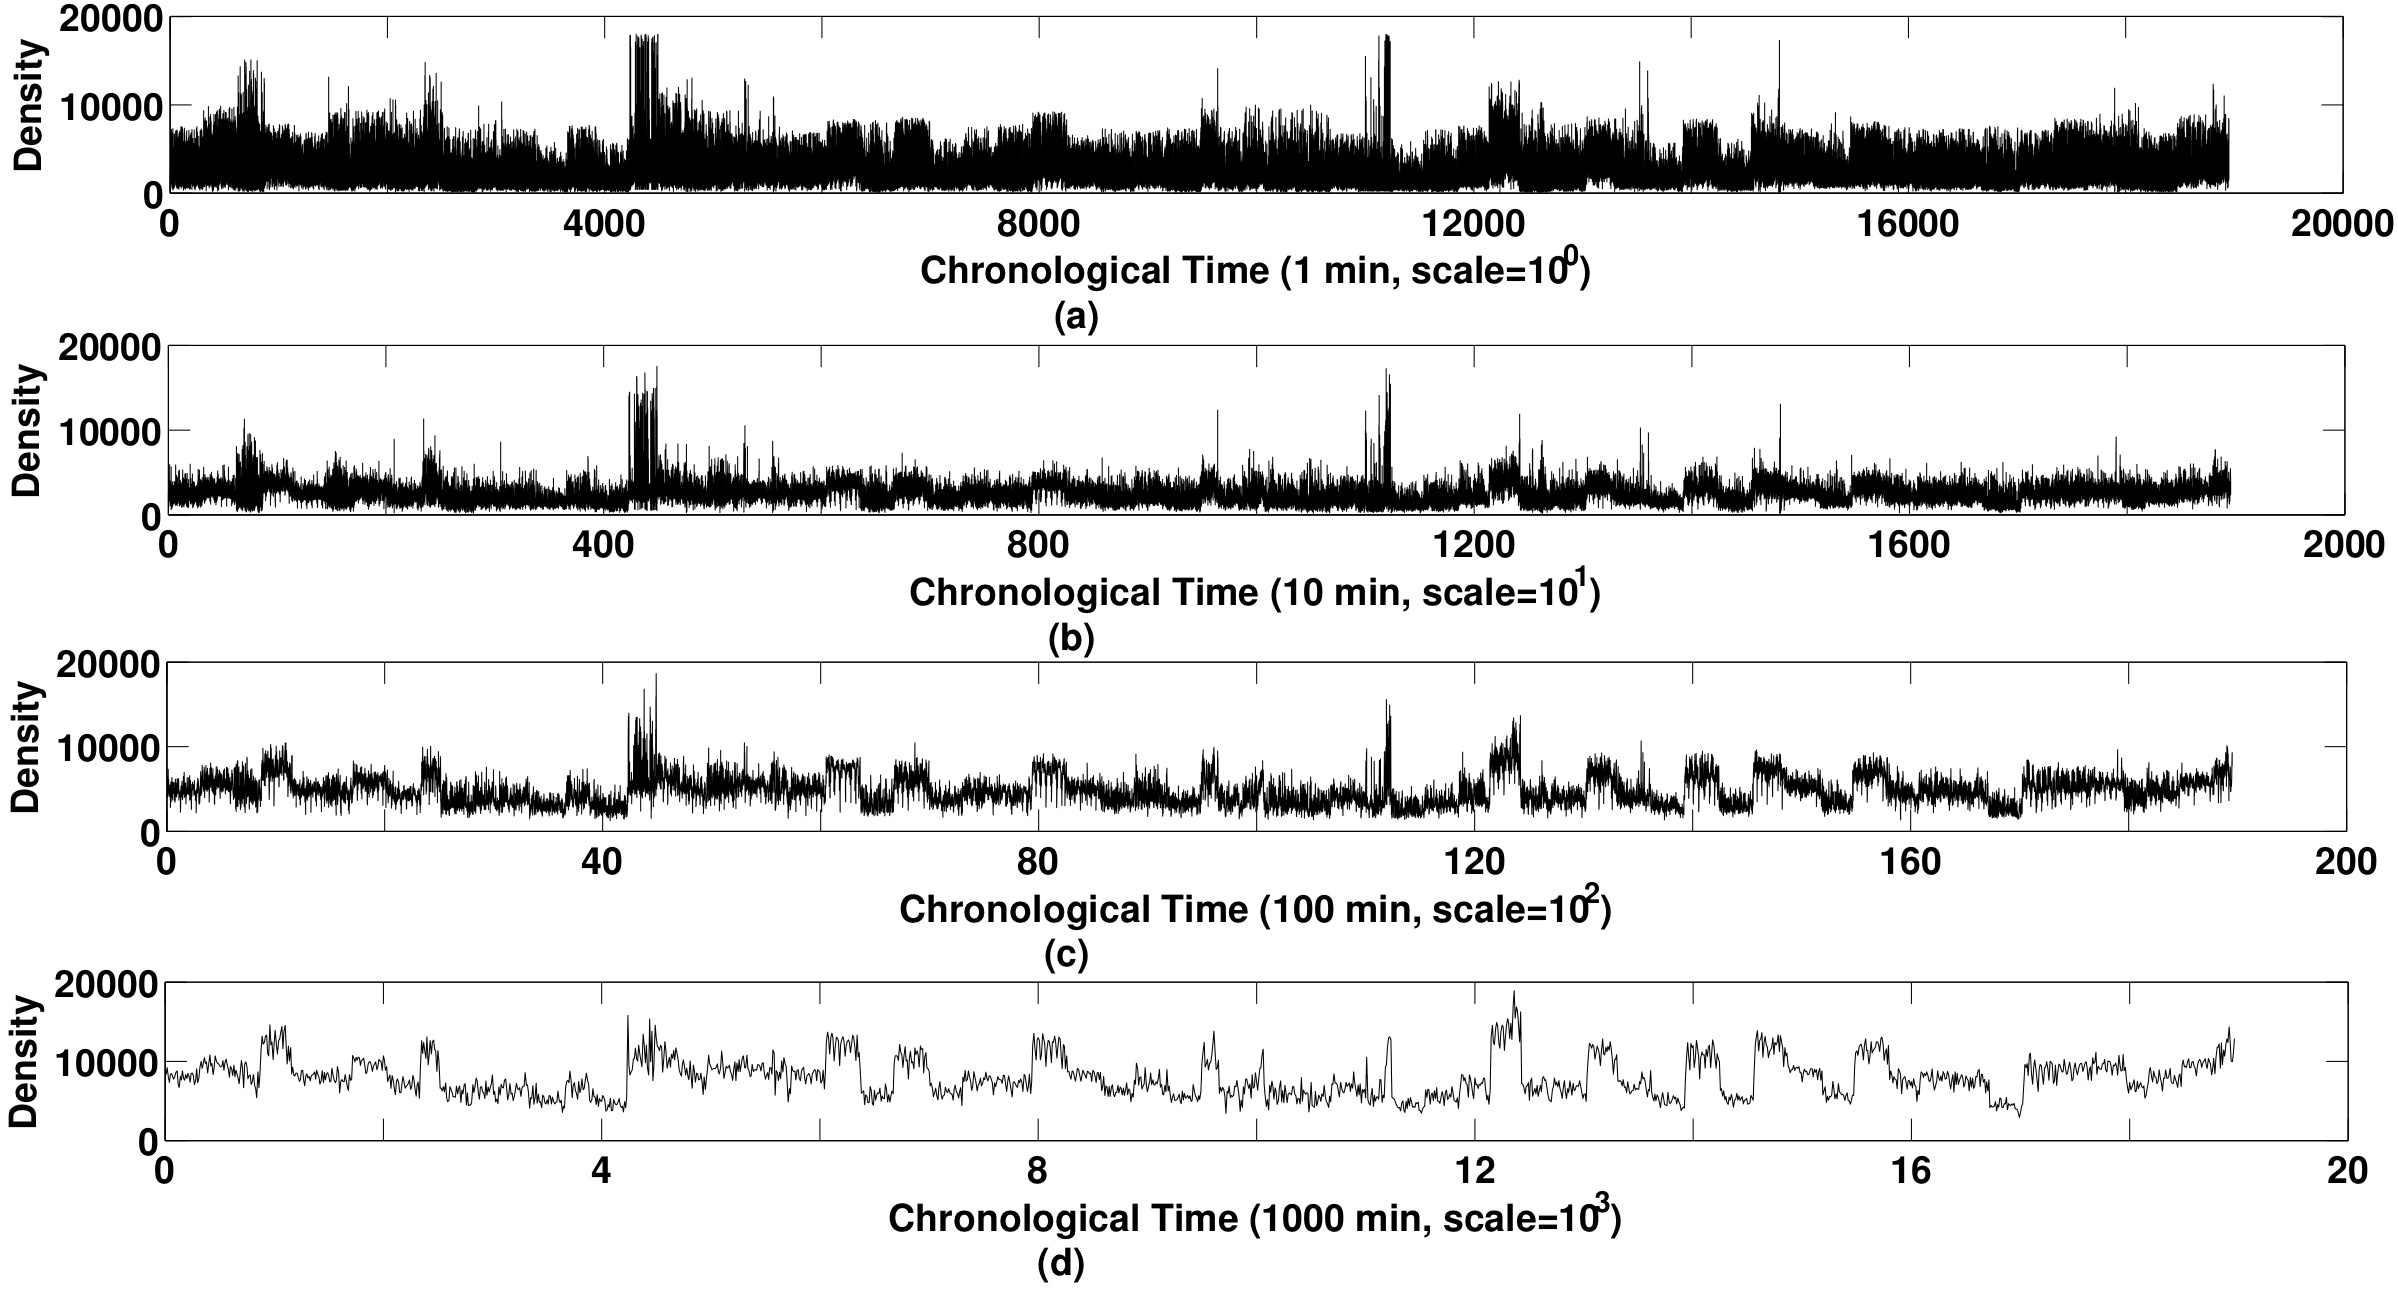 20000
10000
0
Density
0 4000 8000 12000 16000 20000
Chronological Time (1 min, scale=10^0)
(a)
20000
10000
0
Density
0 400 800 1200 1600 2000
Chronological Time (10 min, scale=10^1)
(b)
20000
10000
0
Density
0 40 80 120 160 200
Chronological Time (100 min, scale=10^2)
(c)
20000
10000
0
Density
0 4 8 12 16 20
Chronological Time (1000 min, scale=10^3)
(d)